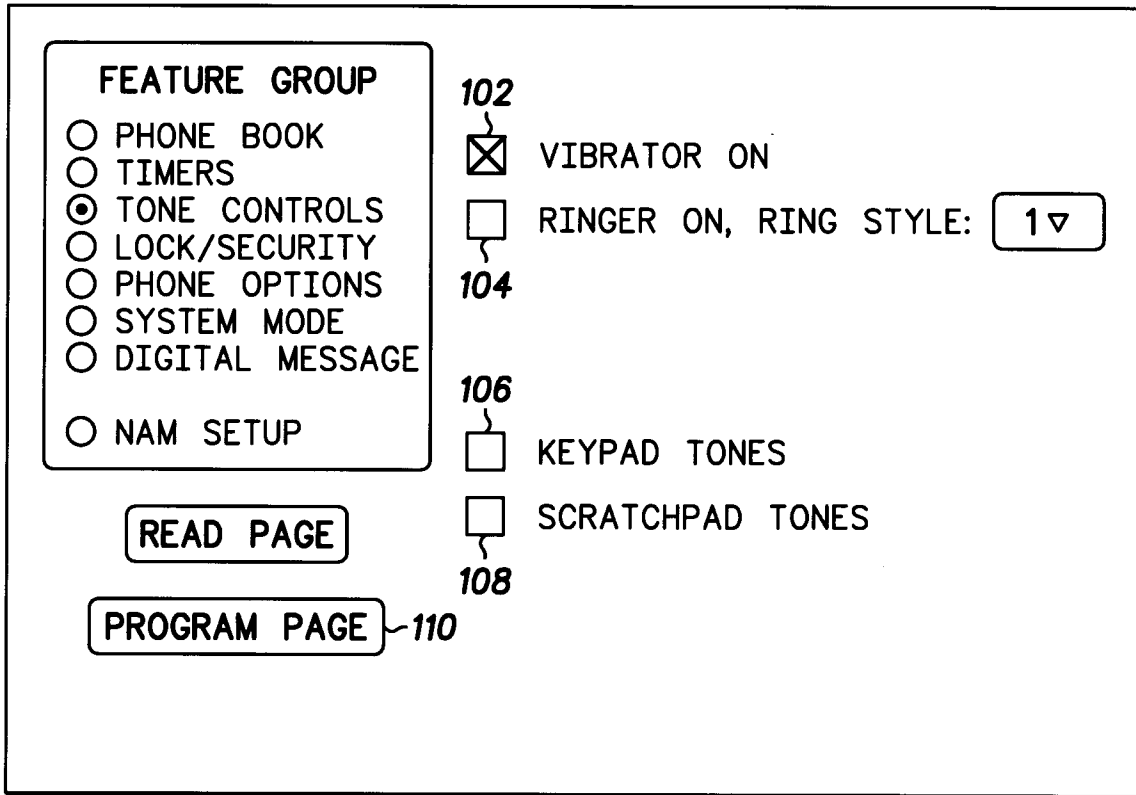 FEATURE GROUP
PHONE BOOK
TIMERS
TONE CONTROLS
LOCK/SECURITY
PHONE OPTIONS
SYSTEM MODE
DIGITAL MESSAGE
NAM SETUP
READ PAGE
PROGRAM PAGE
110
102
VIBRATOR ON
RINGER ON, RING STYLE: 1
104
106
KEYPAD TONES
SCRATCHPAD TONES
108